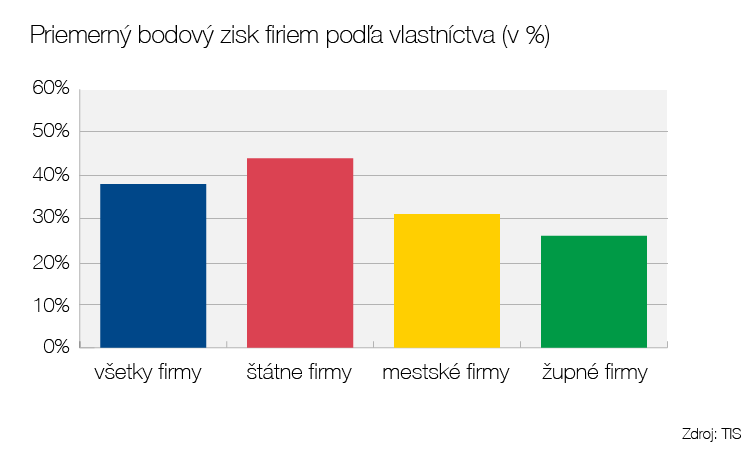 Priemerný bodový zisk firiem podľa vlastníctva (v %)
60%
50%
40%
30%
20%
10%
0%
všetky firmy
štátne firmy
mestské firmy
župné firmy
Zdroj: TIS